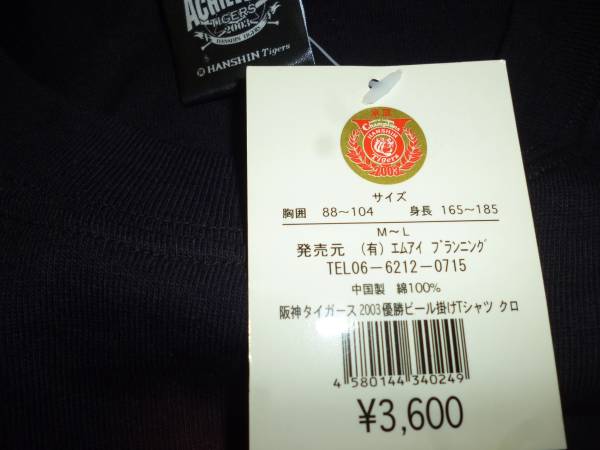 TIGERS
2003
HANSHIN TIGERS
HANSHIN Tigers
Champions
HANSHIN
Tigers
2003
サイズ
胸囲 88～104 身長 165～185
M～L
発売元 (有) エムアイ プランニング
TEL06-6212-0715
中国製 綿100%
阪神タイガース2003優勝ビール掛けTシャツ クロ
4 580144 340249
¥3,600